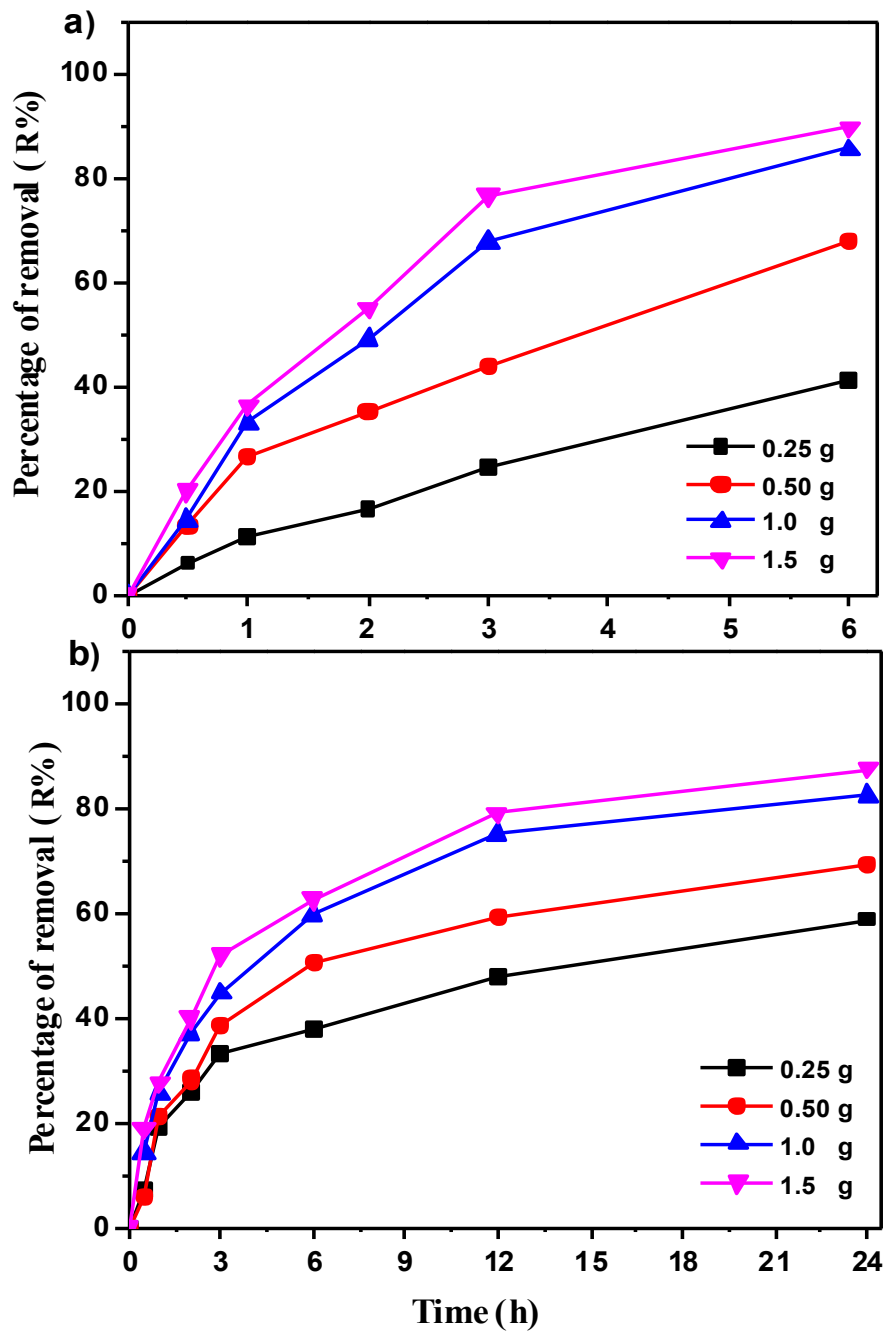 a)
Percentage of removal ( R%)
100
80
60
40
20
0
0 1 2 3 4 5 6
0.25 g
0.50 g
1.0 g
1.5 g
b)
Percentage of removal ( R%)
100
80
60
40
20
0
0 3 6 9 12 15 18 21 24
0.25 g
0.50 g
1.0 g
1.5 g
Time (h)